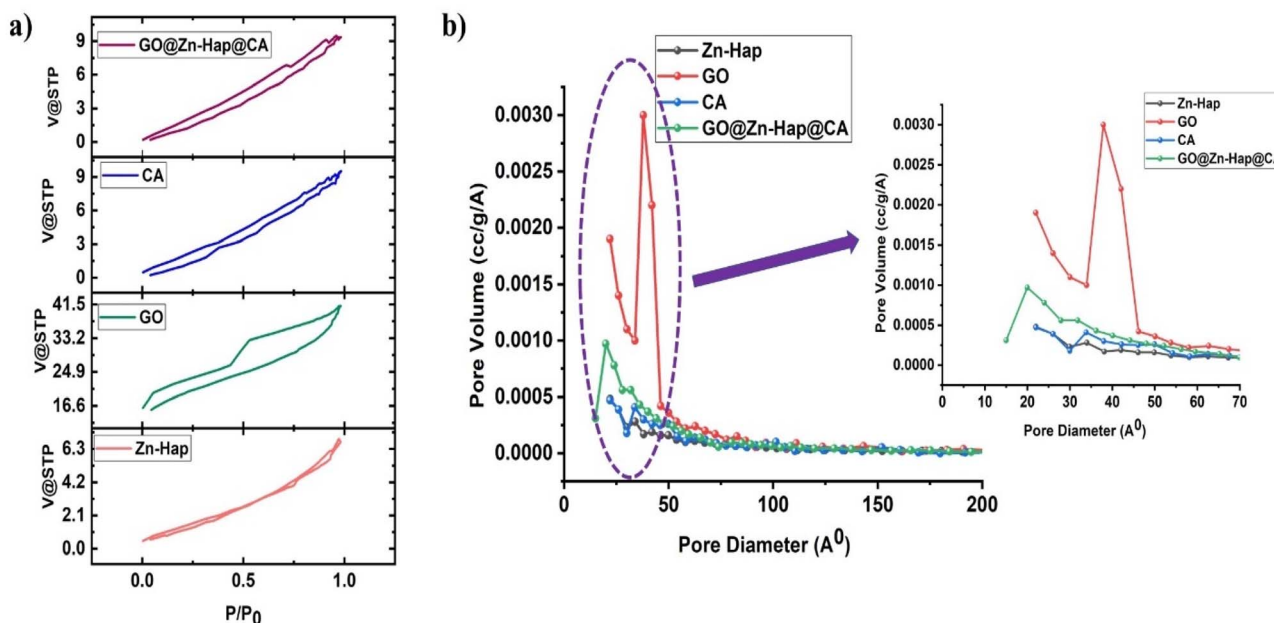 a)
GO@Zn-Hap@CA
V@STP
9
6
3
0
CA
V@STP
9
6
3
0
GO
V@STP
41.5
33.2
24.9
16.6
Zn-Hap
V@STP
6.3
4.2
2.1
0.0
0.0 0.5 1.0
P/P0
b)
Zn-Hap
GO
CA
GO@Zn-Hap@CA
Pore Volume (cc/g/A)
0.0030
0.0025
0.0020
0.0015
0.0010
0.0005
0.0000
0 50 100 150 200
Pore Diameter (A0)
Zn-Hap
GO
CA
GO@Zn-Hap@CA
Pore Volume (cc/g/A)
0.0030
0.0025
0.0020
0.0015
0.0010
0.0005
0.0000
0 10 20 30 40 50 60 70
Pore Diameter (A0)